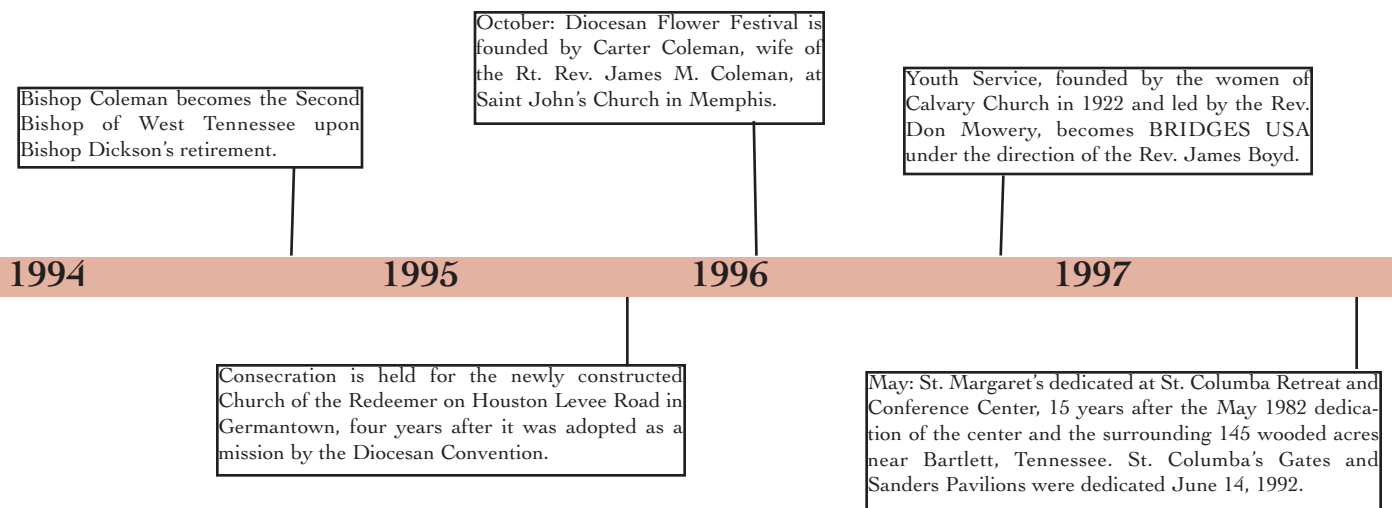 October: Diocesan Flower Festival is
founded by Carter Coleman, wife of
the Rt. Rev. James M. Coleman, at
Saint John's Church in Memphis.
Bishop Coleman becomes the Second
Bishop of West Tennessee upon
Bishop Dickson's retirement.
Youth Service, founded by the women of
Calvary Church in 1922 and led by the Rev.
Don Mowery, becomes BRIDGES USA
under the direction of the Rev. James Boyd.
1994 1995 1996 1997
Consecration is held for the newly constructed
Church of the Redeemer on Houston Levee Road in
Germantown, four years after it was adopted as a
mission by the Diocesan Convention.
May: St. Margaret's dedicated at St. Columba Retreat and
Conference Center, 15 years after the May 1982 dedica-
tion of the center and the surrounding 145 wooded acres
near Bartlett, Tennessee. St. Columba's Gates and
Sanders Pavilions were dedicated June 14, 1992.